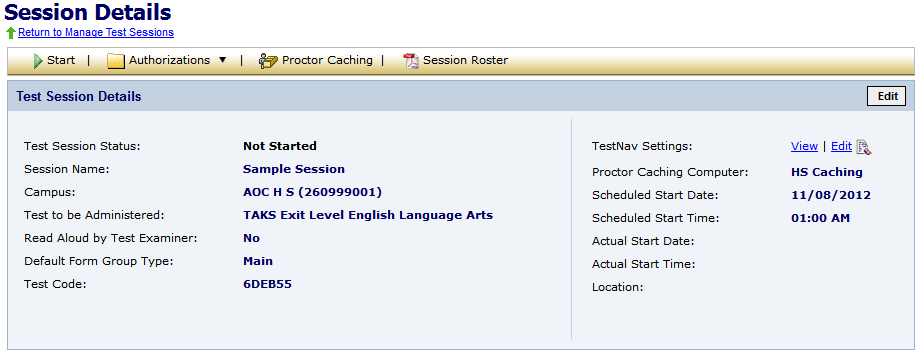 Session Details
Return to Manage Test Sessions
Start | Authorizations ▼ | Proctor Caching | Session Roster
Test Session Details Edit
Test Session Status: Not Started
Session Name: Sample Session
Campus: AOC H S (260999001)
Test to be Administered: TAKS Exit Level English Language Arts
Read Aloud by Test Examiner: No
Default Form Group Type: Main
Test Code: 6DEB55
TestNav Settings: View | Edit
Proctor Caching Computer: HS Caching
Scheduled Start Date: 11/08/2012
Scheduled Start Time: 01:00 AM
Actual Start Date:
Actual Start Time:
Location: